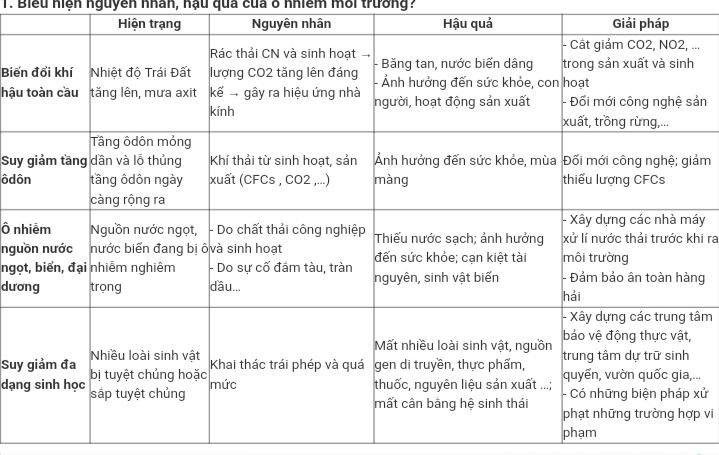 1. Biểu hiện nguyên nhân, hậu quả của ô nhiễm môi trường?
Hiện trạng
Nguyên nhân
Hậu quả
Giải pháp
Biến đổi khí
hậu toàn cầu
Nhiệt độ Trái Đất
tăng lên, mưa axit
Rác thải CN và sinh hoạt →
lượng CO2 tăng lên đáng
kể → gây ra hiệu ứng nhà
kính
- Băng tan, nước biển dâng
- Ảnh hưởng đến sức khỏe, con
người, hoạt động sản xuất
- Cắt giảm CO2, NO2, ...
trong sản xuất và sinh
hoạt
- Đổi mới công nghệ sản
xuất, trồng rừng,...
Suy giảm tầng
ôdôn
Tầng ôdôn mỏng
dần và lỗ thủng
tầng ôdôn ngày
càng rộng ra
Khí thải từ sinh hoạt, sản
xuất (CFCs , CO2 ,...)
Ảnh hưởng đến sức khỏe, mùa
màng
Đổi mới công nghệ; giảm
thiểu lượng CFCs
Ô nhiễm
nguồn nước
ngọt, biển, đại
dương
Nguồn nước ngọt,
nước biển đang bị ô
nhiễm nghiêm
trọng
- Do chất thải công nghiệp
và sinh hoạt
- Do sự cố đắm tàu, tràn
dầu...
Thiếu nước sạch; ảnh hưởng
đến sức khỏe; cạn kiệt tài
nguyên, sinh vật biển
- Xây dựng các nhà máy
xử lí nước thải trước khi ra
môi trường
- Đảm bảo ân toàn hàng
hải
Suy giảm đa
dạng sinh học
Nhiều loài sinh vật
bị tuyệt chủng hoặc
sắp tuyệt chủng
Khai thác trái phép và quá
mức
Mất nhiều loài sinh vật, nguồn
gen di truyền, thực phẩm,
thuốc, nguyên liệu sản xuất ...;
mất cân bằng hệ sinh thái
- Xây dựng các trung tâm
bảo vệ động thực vật,
trung tâm dự trữ sinh
quyển, vườn quốc gia,...
- Có những biện pháp xử
phạt những trường hợp vi
phạm